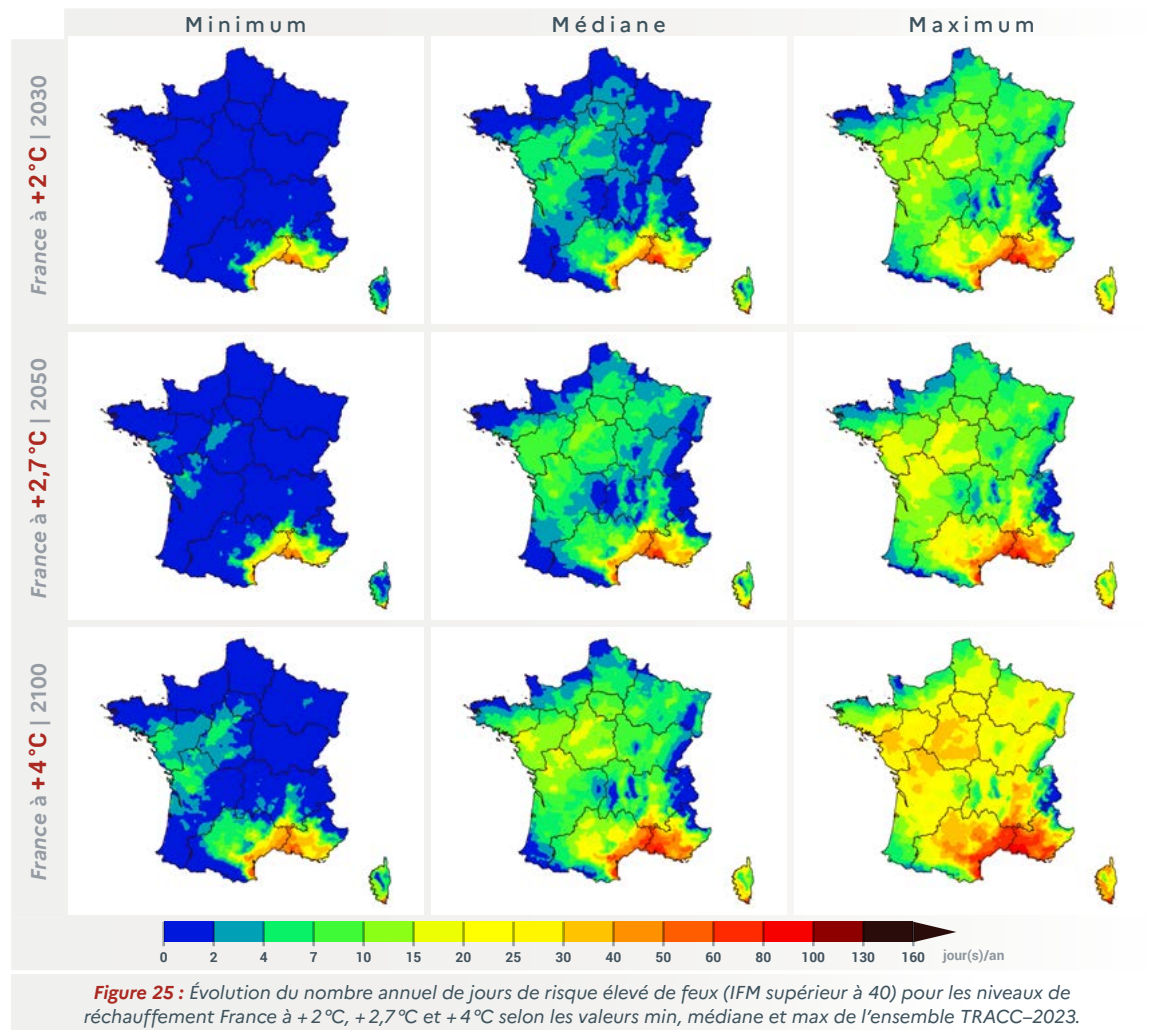 Minimum
Médiane
Maximum
France à +2°C | 2030
France à +2,7°C | 2050
France à +4°C | 2100
0 2 4 7 10 15 20 25 30 40 50 60 80 100 130 160 jour(s)/an
Figure 25 : Évolution du nombre annuel de jours de risque élevé de feux (IFM supérieur à 40) pour les niveaux de
réchauffement France à +2°C, +2,7°C et +4°C selon les valeurs min, médiane et max de l'ensemble TRACC–2023.